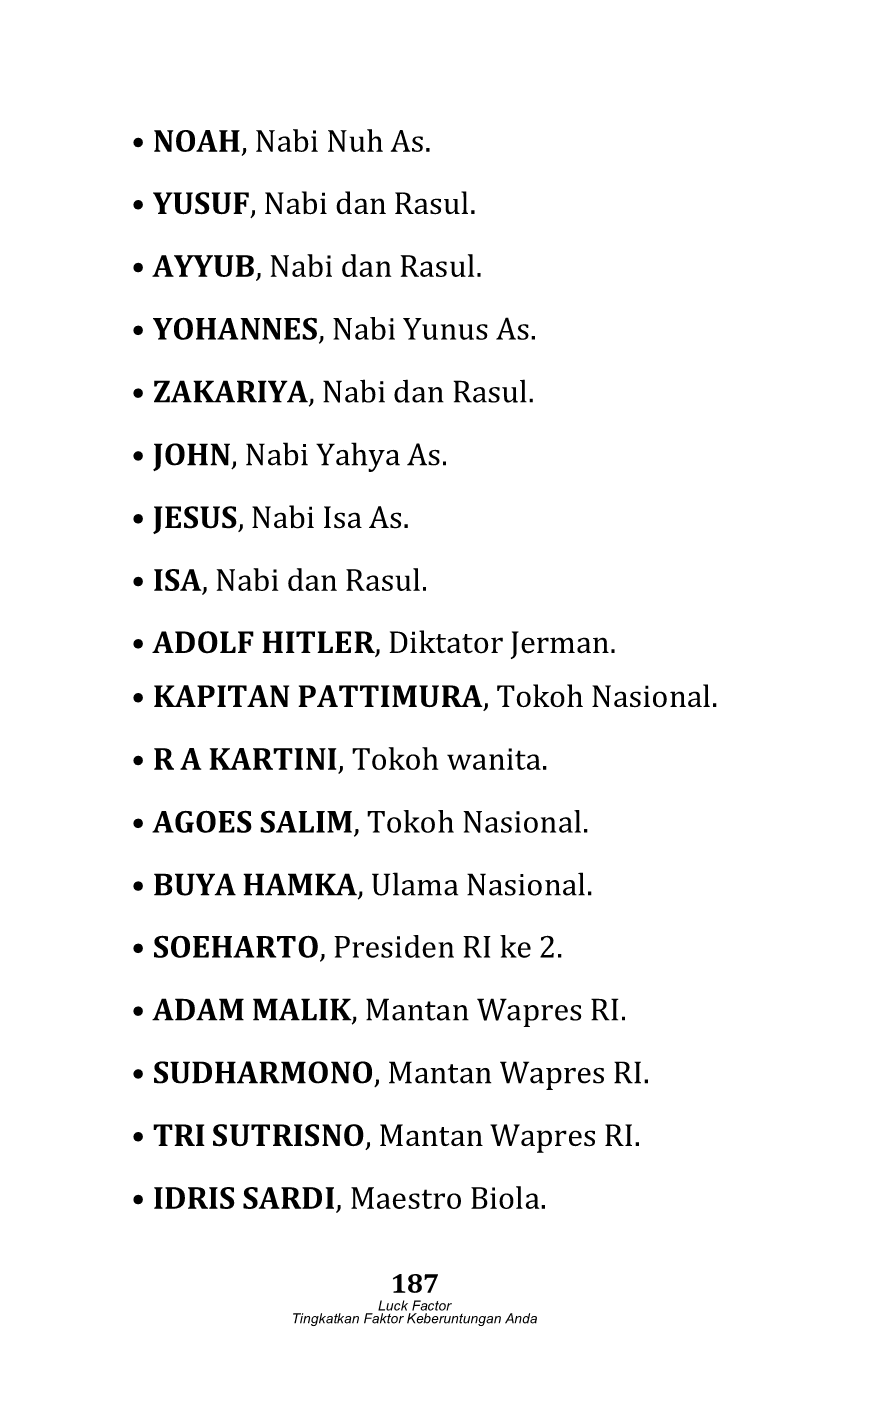 • NOAH, Nabi Nuh As.
• YUSUF, Nabi dan Rasul.
• AYYUB, Nabi dan Rasul.
• YOHANNES, Nabi Yunus As.
• ZAKARIYA, Nabi dan Rasul.
• JOHN, Nabi Yahya As.
• JESUS, Nabi Isa As.
• ISA, Nabi dan Rasul.
• ADOLF HITLER, Diktator Jerman.
• KAPITAN PATTIMURA, Tokoh Nasional.
• R A KARTINI, Tokoh wanita.
• AGOES SALIM, Tokoh Nasional.
• BUYA HAMKA, Ulama Nasional.
• SOEHARTO, Presiden RI ke 2.
• ADAM MALIK, Mantan Wapres RI.
• SUDHARMONO, Mantan Wapres RI.
• TRI SUTRISNO, Mantan Wapres RI.
• IDRIS SARDI, Maestro Biola.
187
Luck Factor
Tingkatkan Faktor Keberuntungan Anda